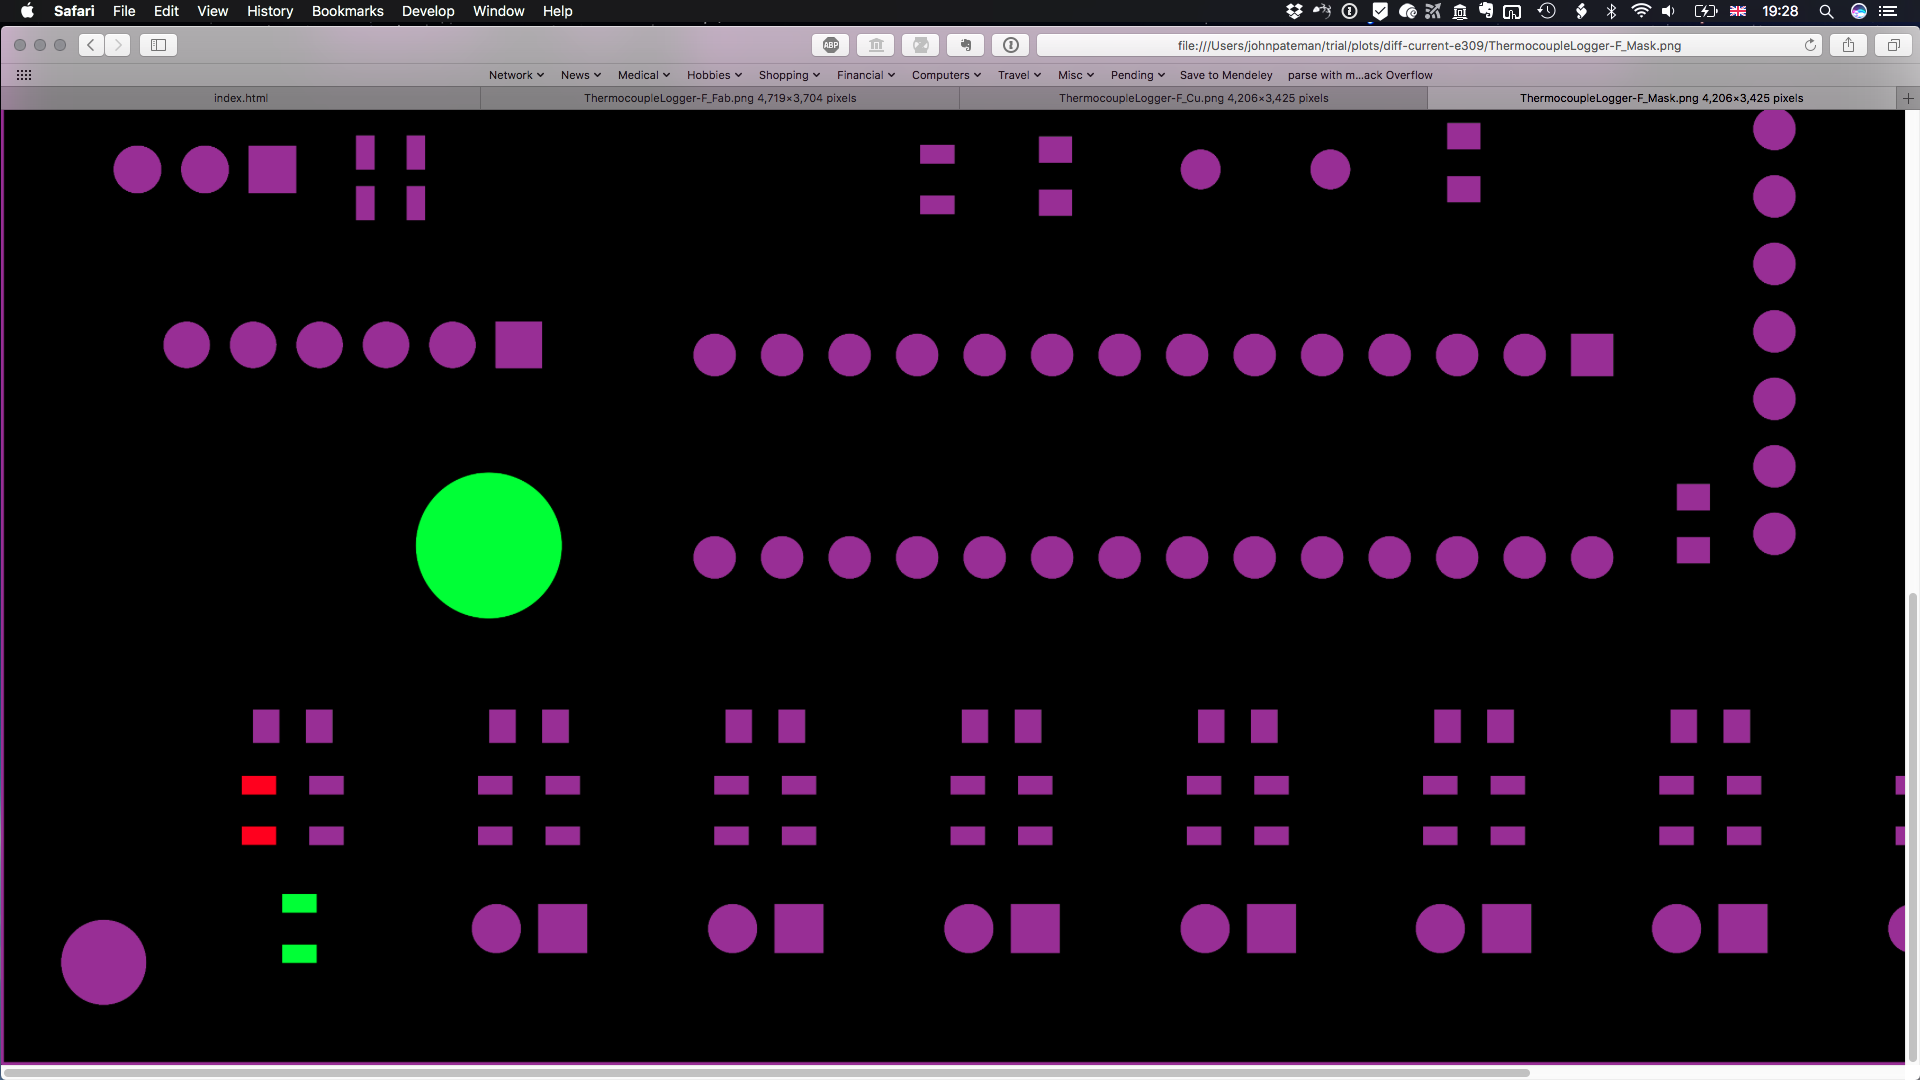 Safari File Edit View History Bookmarks Develop Window Help 19:28
ABP file:///Users/johnpateman/trial/plots/diff-current-e309/ThermocoupleLogger-F_Mask.png
Network News Medical Hobbies Shopping Financial Computers Travel Misc Pending Save to Mendeley parse with m...ack Overflow
index.html ThermocoupleLogger-F_Fab.png 4,719×3,704 pixels ThermocoupleLogger-F_Cu.png 4,206×3,425 pixels ThermocoupleLogger-F_Mask.png 4,206×3,425 pixels